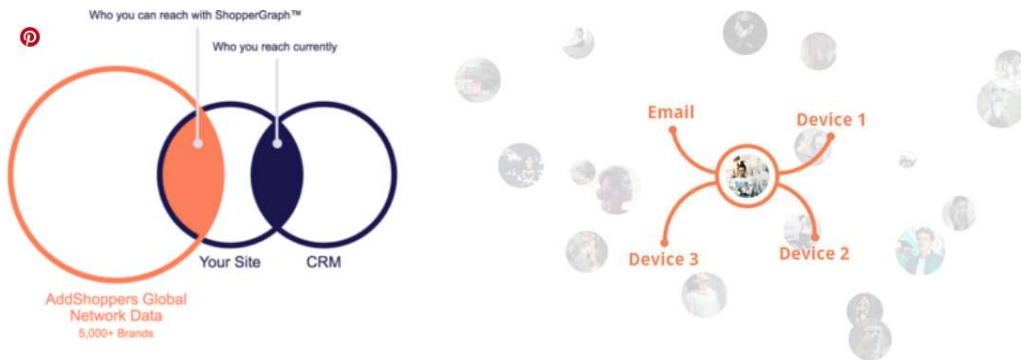 Who you can reach with ShopperGraph™
Who you reach currently
Your Site
CRM
AddShoppers Global
Network Data
5,000+ Brands
Email
Device 1
Device 3
Device 2